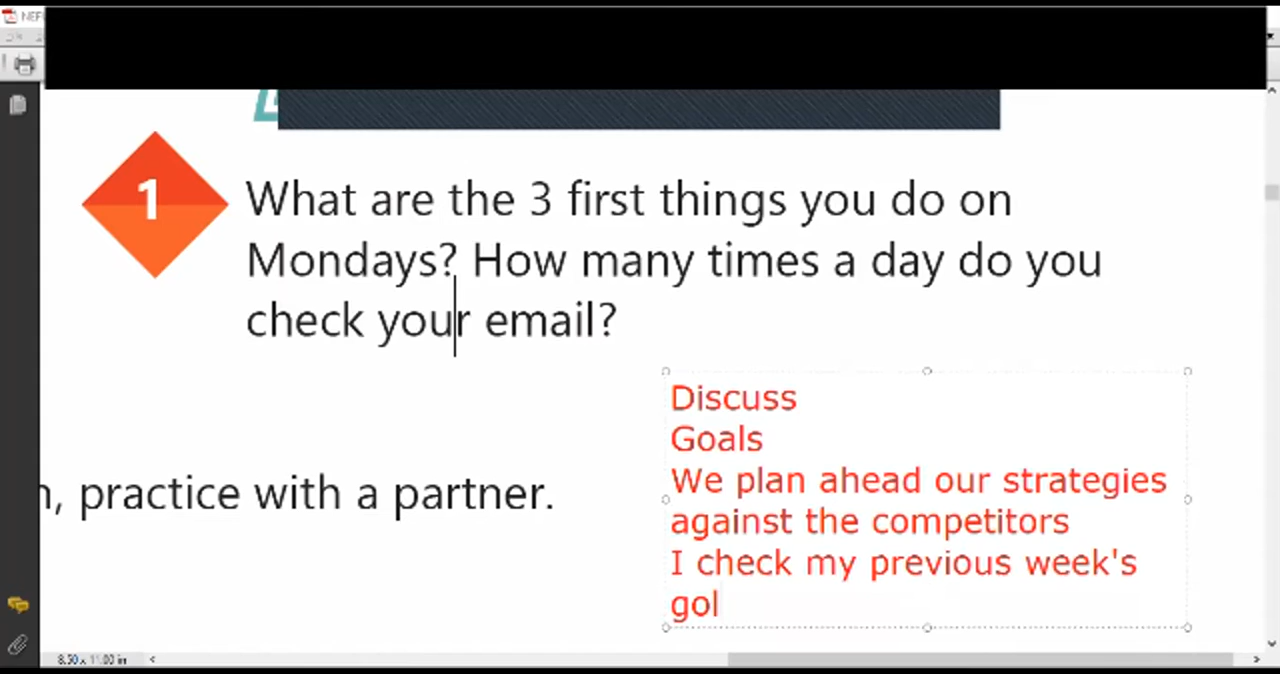 1
What are the 3 first things you do on
Mondays? How many times a day do you
check your email?
Discuss
Goals
We plan ahead our strategies
against the competitors
I check my previous week's
gol
, practice with a partner.
8.50 x 11.00 in